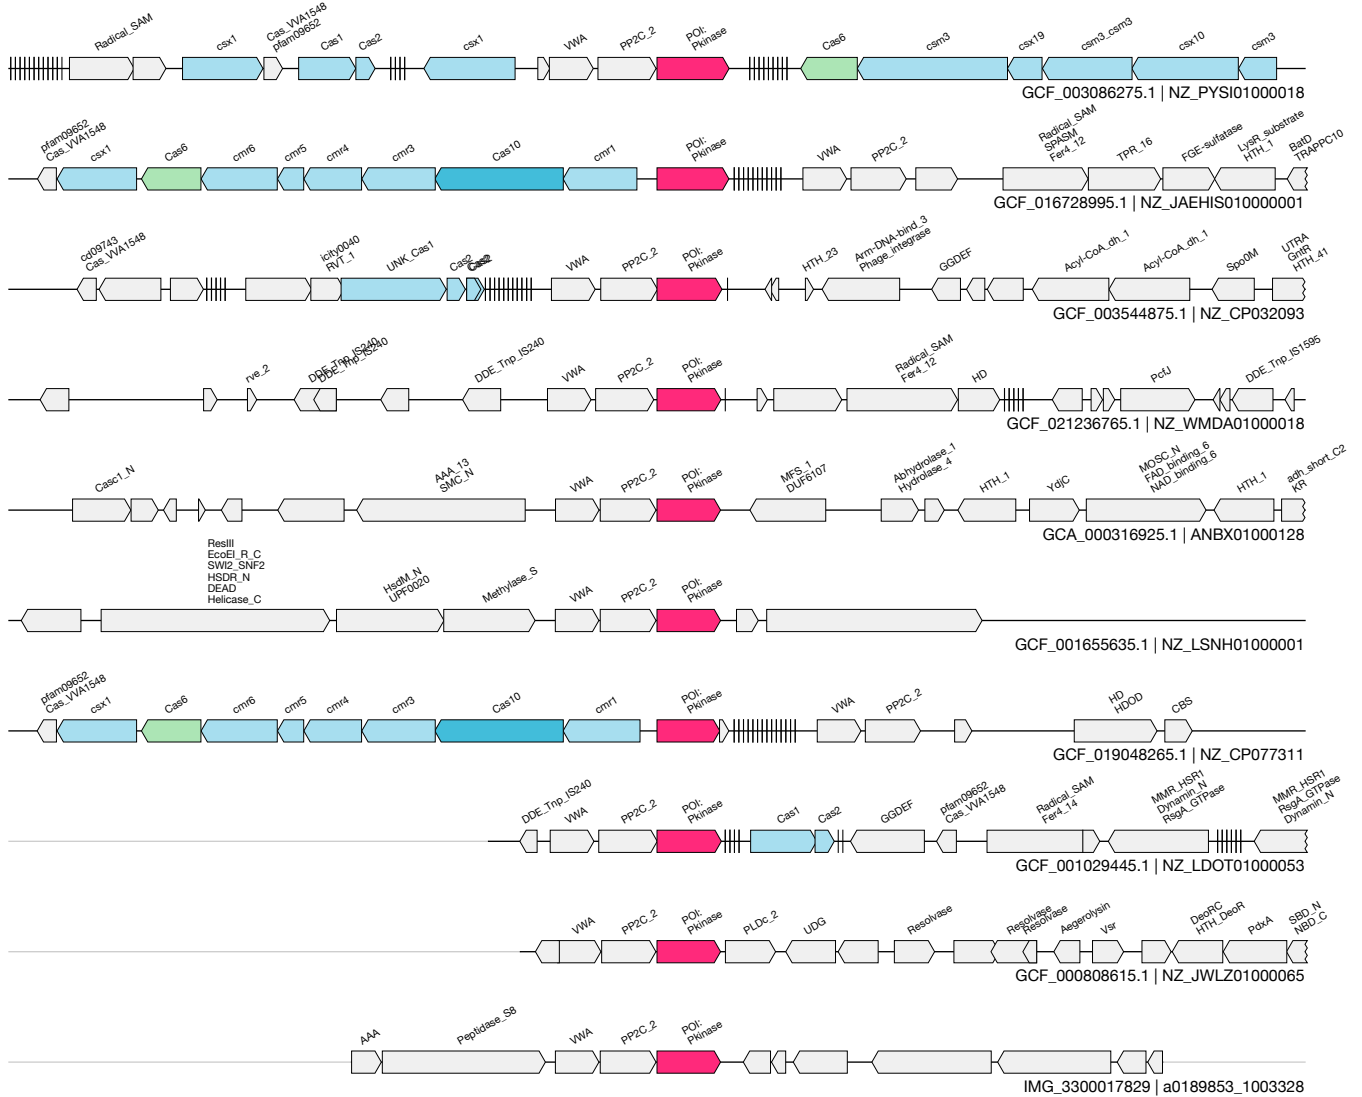 Radical_SAM
csx1
Cas_VVA1548
pfam09652
Cas1
Cas2
csx1
VWA
PP2C_2
POI:
Pkinase
Cas6
csm3
csx19
csm3_csm3
csx10
csm3
GCF_003086275.1 | NZ_PYSI01000018
pfam09652
Cas_VVA1548
csx1
Cas6
cmr6
cmr5
cmr4
cmr3
Cas10
cmr1
POI:
Pkinase
VWA
PP2C_2
Radical_SAM
SPASM
Fer4_12
TPR_16
FGE-sulfatase
LysR_substrate
HTH_1
BatD
TRAPPC10
GCF_016728995.1 | NZ_JAEHIS010000001
cd09743
Cas_VVA1548
icity0040
RVT_1
UNK_Cas1
Cas2
Cas2
Cas2
VWA
PP2C_2
POI:
Pkinase
HTH_23
Arm-DNA-bind_3
Phage_integrase
GGDEF
Acyl-CoA_dh_1
Acyl-CoA_dh_1
Spo0M
UTRA
GntR
HTH_41
GCF_003544875.1 | NZ_CP032093
rve_2
DDE_Tnp_IS240
DDE_Tnp_IS240
DDE_Tnp_IS240
VWA
PP2C_2
POI:
Pkinase
Radical_SAM
Fer4_12
HD
PcfJ
DDE_Tnp_IS1595
GCF_021236765.1 | NZ_WMDA01000018
Casc1_N
AAA_13
SMC_N
VWA
PP2C_2
POI:
Pkinase
MFS_1
DUF6107
Abhydrolase_1
Hydrolase_4
HTH_1
YdjC
MOSC_N
FAD_binding_6
NAD_binding_6
HTH_1
adh_short_C2
KR
GCA_000316925.1 | ANBX01000128
ResIII
EcoEI_R_C
SWI2_SNF2
HSDR_N
DEAD
Helicase_C
HsdM_N
UPF0020
Methylase_S
VWA
PP2C_2
POI:
Pkinase
GCF_001655635.1 | NZ_LSNH01000001
pfam09652
Cas_VVA1548
csx1
Cas6
cmr6
cmr5
cmr4
cmr3
Cas10
cmr1
POI:
Pkinase
VWA
PP2C_2
HD
HDOD
CBS
GCF_019048265.1 | NZ_CP077311
DDE_Tnp_IS240
VWA
PP2C_2
POI:
Pkinase
Cas1
Cas2
GGDEF
pfam09652
Cas_VVA1548
Radical_SAM
Fer4_14
MMR_HSR1
Dynamin_N
RsgA_GTPase
MMR_HSR1
RsgA_GTPase
Dynamin_N
GCF_001029445.1 | NZ_LDOT01000053
VWA
PP2C_2
POI:
Pkinase
PLDc_2
UDG
Resolvase
Resolvase
Resolvase
Aegerolysin
Vsr
DeoRC
HTH_DeoR
PdxA
SBD_N
NBD_C
GCF_000808615.1 | NZ_JWLZ01000065
AAA
Peptidase_S8
VWA
PP2C_2
POI:
Pkinase
IMG_3300017829 | a0189853_1003328